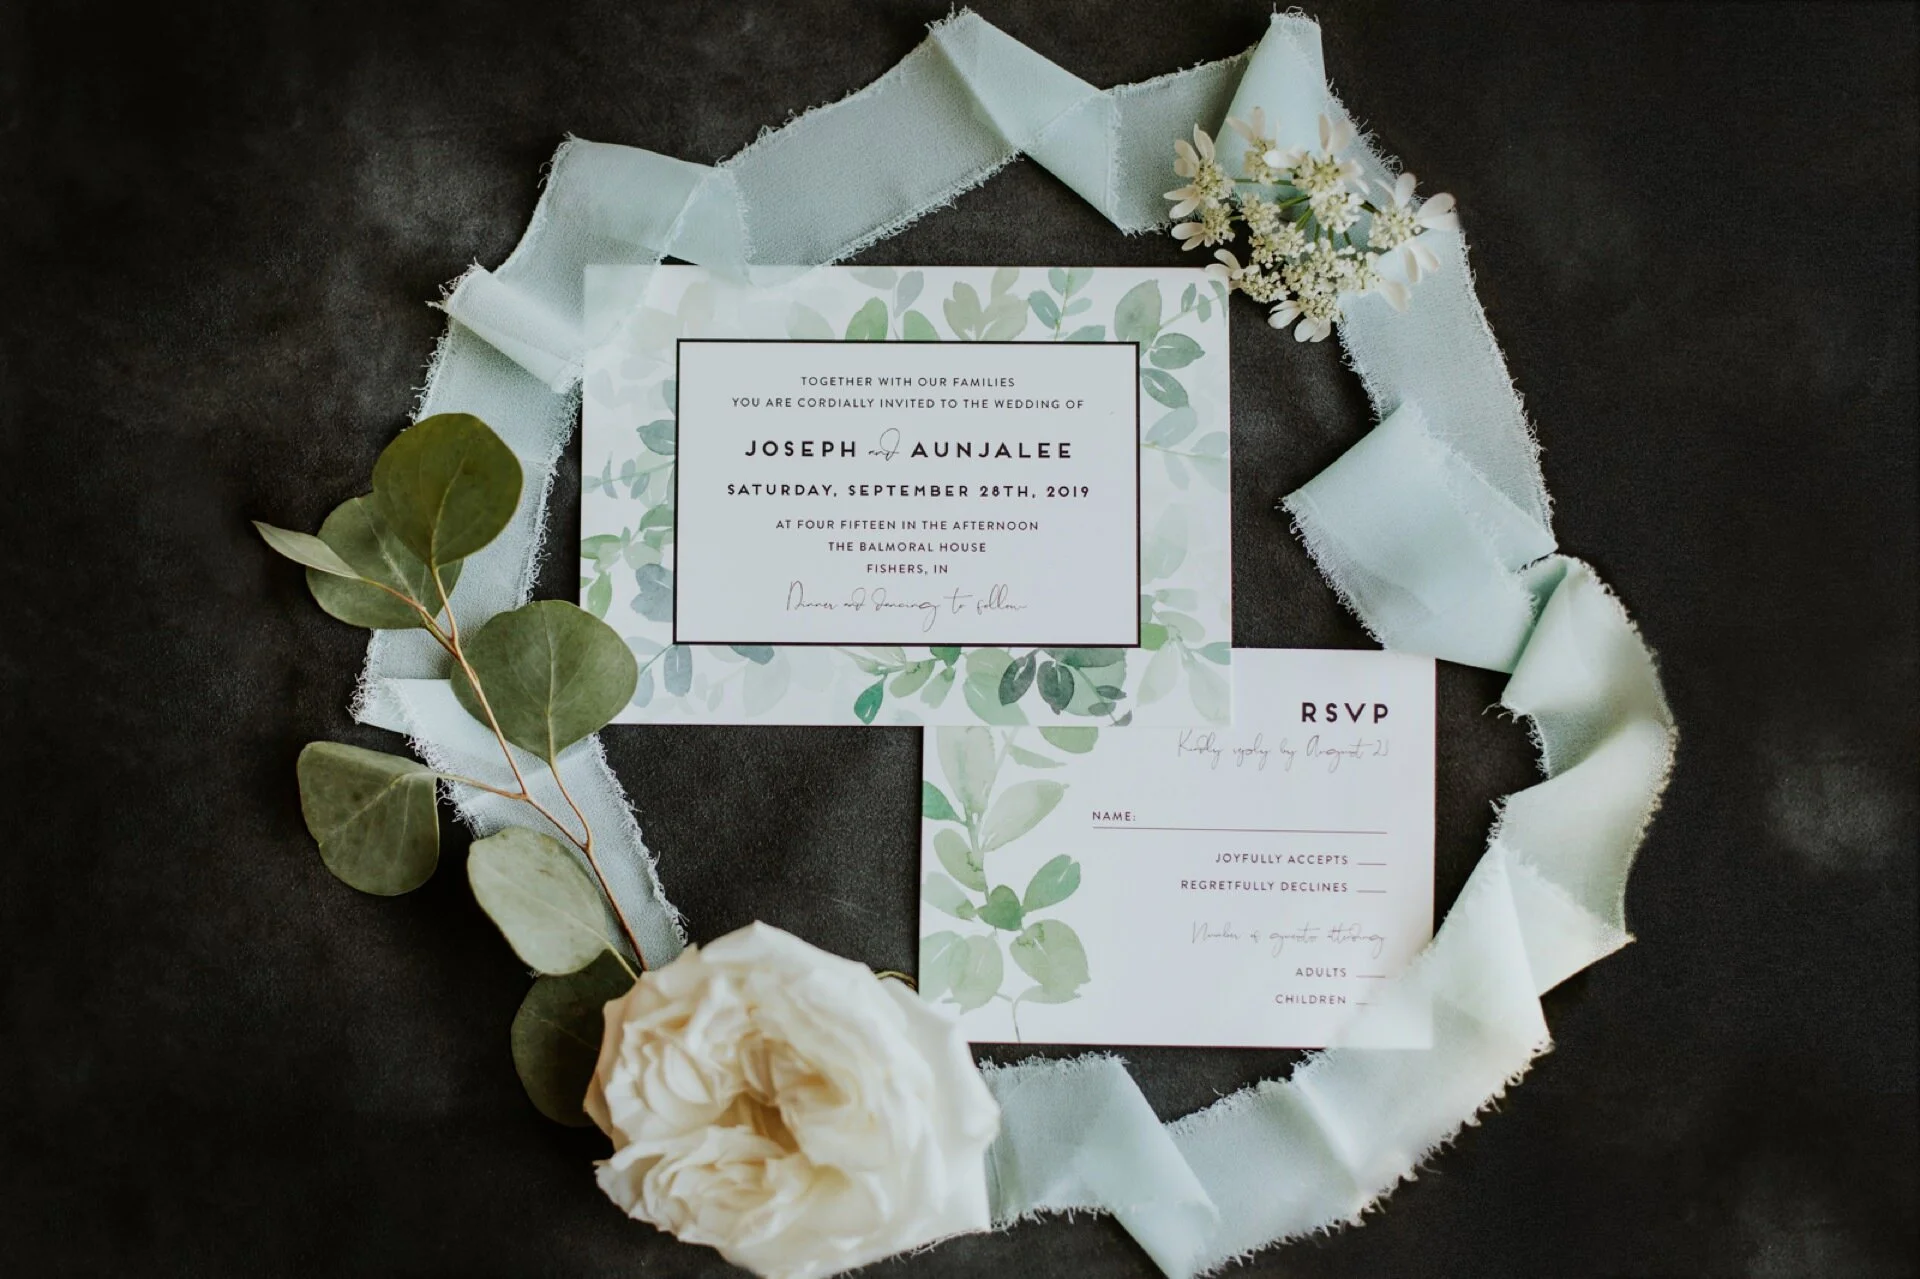 TOGETHER WITH OUR FAMILIES
YOU ARE CORDIALLY INVITED TO THE WEDDING OF
JOSEPH and AUNJALEE
SATURDAY, SEPTEMBER 28TH, 2019
AT FOUR FIFTEEN IN THE AFTERNOON
THE BALMORAL HOUSE
FISHERS, IN
Dinner and dancing to follow
RSVP
Kindly reply by August 23
NAME:
JOYFULLY ACCEPTS
REGRETFULLY DECLINES
Number of guests attending
ADULTS
CHILDREN